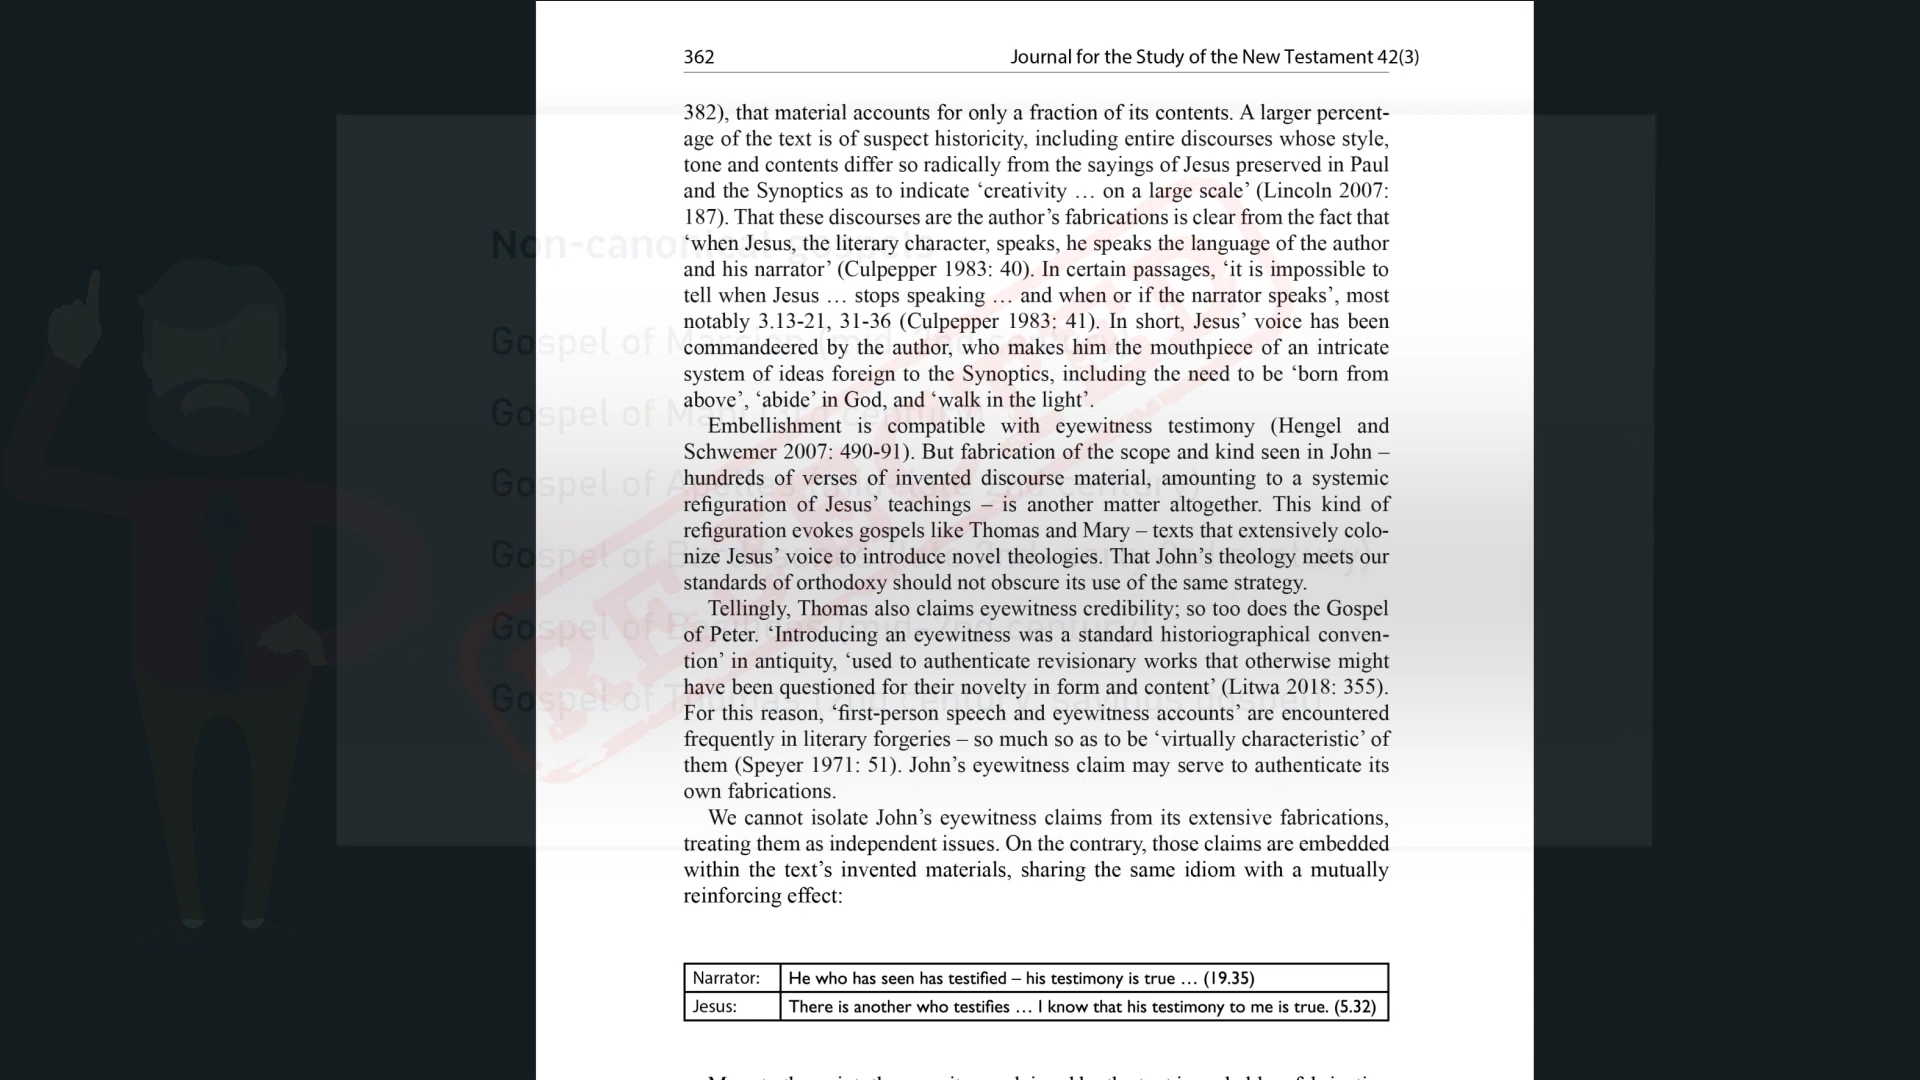 362
Journal for the Study of the New Testament 42(3)
382), that material accounts for only a fraction of its contents. A larger percent-
age of the text is of suspect historicity, including entire discourses whose style,
tone and contents differ so radically from the sayings of Jesus preserved in Paul
and the Synoptics as to indicate ‘creativity … on a large scale’ (Lincoln 2007:
187). That these discourses are the author’s fabrications is clear from the fact that
‘when Jesus, the literary character, speaks, he speaks the language of the author
and his narrator’ (Culpepper 1983: 40). In certain passages, ‘it is impossible to
tell when Jesus … stops speaking … and when or if the narrator speaks’, most
notably 3.13-21, 31-36 (Culpepper 1983: 41). In short, Jesus’ voice has been
commandeered by the author, who makes him the mouthpiece of an intricate
system of ideas foreign to the Synoptics, including the need to be ‘born from
above’, ‘abide’ in God, and ‘walk in the light’.
Embellishment is compatible with eyewitness testimony (Hengel and
Schwemer 2007: 490-91). But fabrication of the scope and kind seen in John –
hundreds of verses of invented discourse material, amounting to a systemic
refiguration of Jesus’ teachings – is another matter altogether. This kind of
refiguration evokes gospels like Thomas and Mary – texts that extensively colo-
nize Jesus’ voice to introduce novel theologies. That John’s theology meets our
standards of orthodoxy should not obscure its use of the same strategy.
Tellingly, Thomas also claims eyewitness credibility; so too does the Gospel
of Peter. ‘Introducing an eyewitness was a standard historiographical conven-
tion’ in antiquity, ‘used to authenticate revisionary works that otherwise might
have been questioned for their novelty in form and content’ (Litwa 2018: 355).
For this reason, ‘first-person speech and eyewitness accounts’ are encountered
frequently in literary forgeries – so much so as to be ‘virtually characteristic’ of
them (Speyer 1971: 51). John’s eyewitness claim may serve to authenticate its
own fabrications.
We cannot isolate John’s eyewitness claims from its extensive fabrications,
treating them as independent issues. On the contrary, those claims are embedded
within the text’s invented materials, sharing the same idiom with a mutually
reinforcing effect:
Narrator: He who has seen has testified – his testimony is true … (19.35)
Jesus: There is another who testifies … I know that his testimony to me is true. (5.32)
Non-canonical gospels
REJECTED